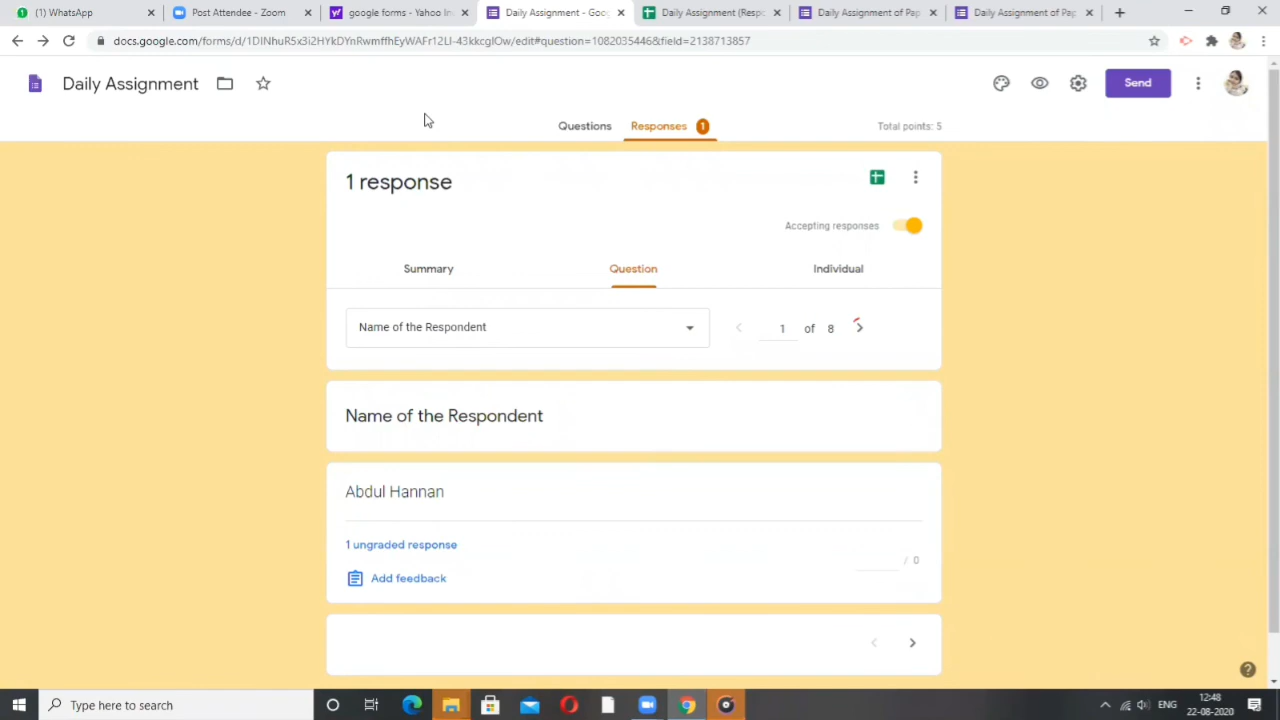 (1) WhatsApp
Post Attendee - Zoom
google forms - Yahoo In
Daily Assignment - Goog
Daily Assignment (Respo
Daily Assignment of Pap
Daily Assignment of Pap
docs.google.com/forms/d/1DINhuR5x3i2HYkDYnRwmffhEyWAFr12LI-43kkcglOw/edit#question=1082035446&field=2138713857
Daily Assignment
Send
Questions
Responses 1
Total points: 5
1 response
Accepting responses
Summary
Question
Individual
Name of the Respondent
1 of 8
Name of the Respondent
Abdul Hannan
1 ungraded response
/ 0
Add feedback
Type here to search
ENG
12:48
22-08-2020